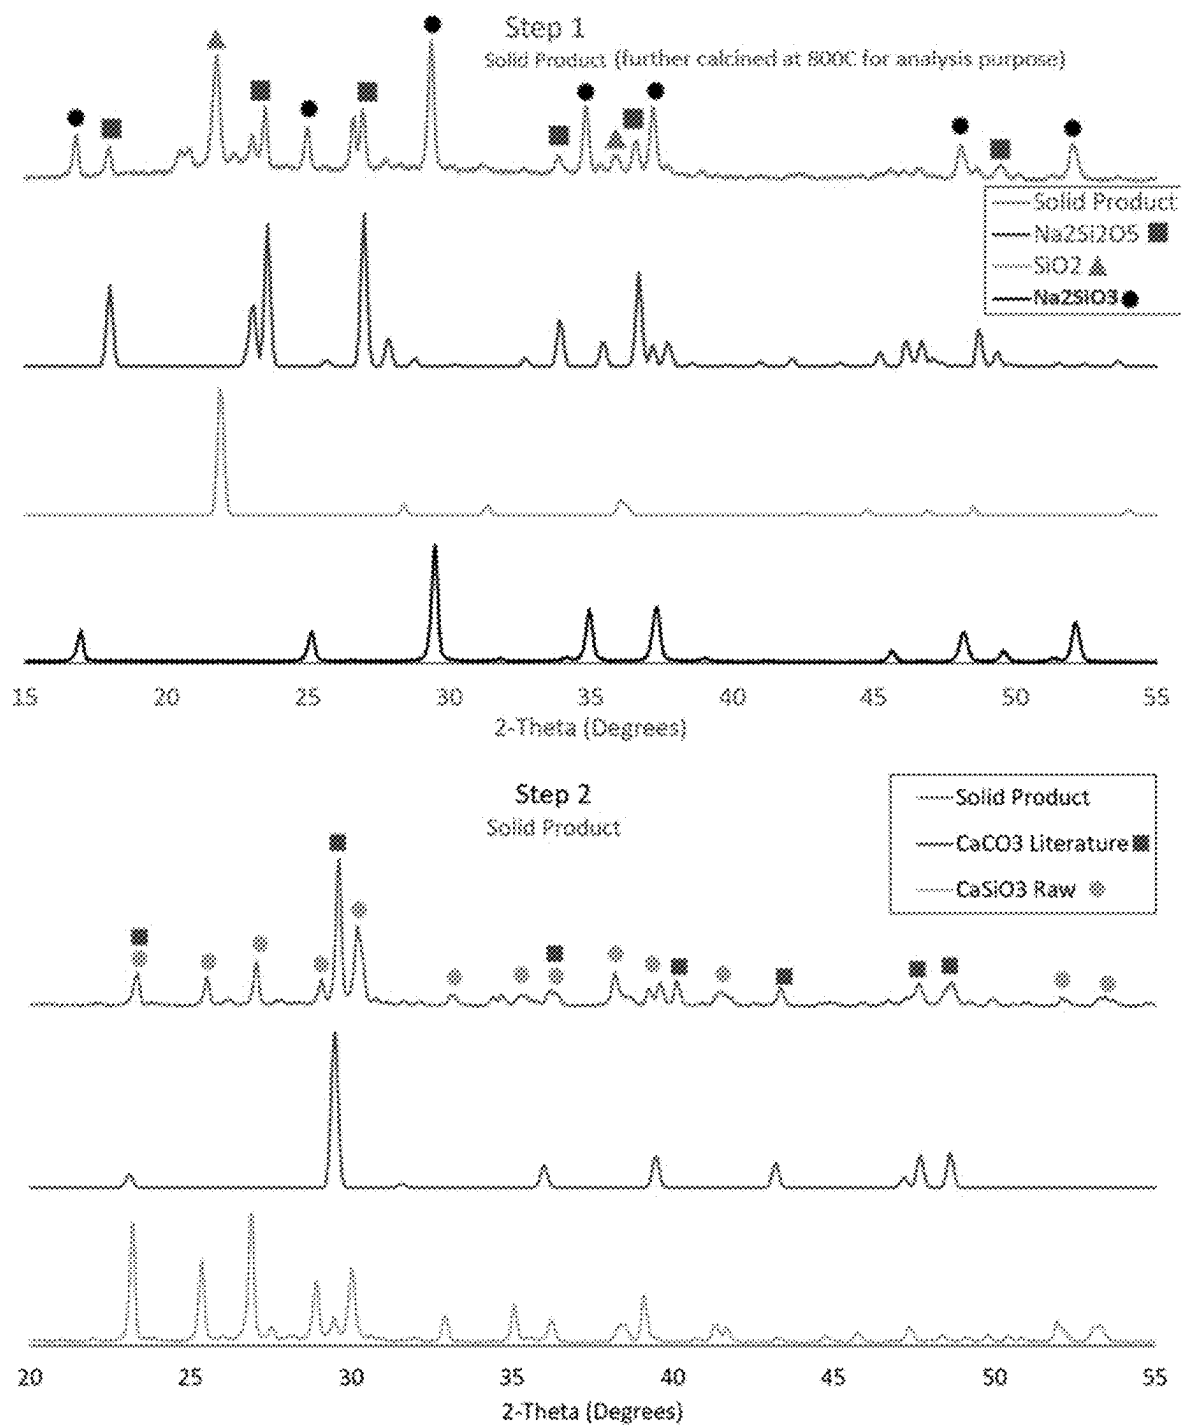 Step 1
Solid Product (further calcined at 800C for analysis purpose)
Solid Product
Na2Si2O5
SiO2
Na2SiO3
15 20 25 30 35 40 45 50 55
2-Theta (Degrees)
Step 2
Solid Product
Solid Product
CaCO3 Literature
CaSiO3 Raw
20 25 30 35 40 45 50 55
2-Theta (Degrees)